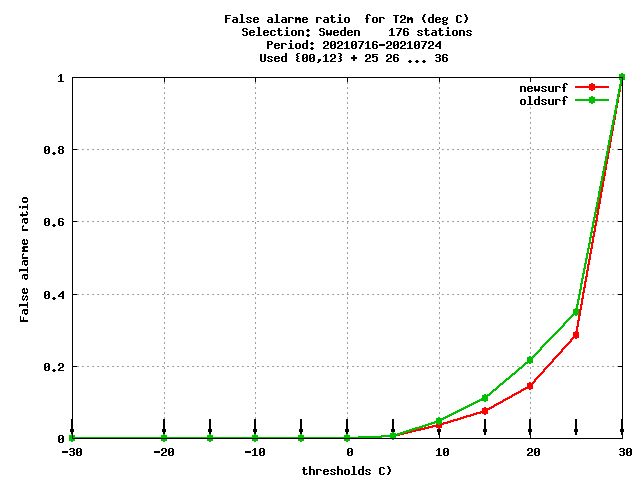 False alarme ratio  for T2m (deg C)
Selection: Sweden    176 stations
Period: 20210716-20210724
Used {00,12} + 25 26 ... 36
newsurf
oldsurf
1
0.8
0.6
0.4
0.2
0
False alarme ratio
-30 -20 -10 0 10 20 30
thresholds C)